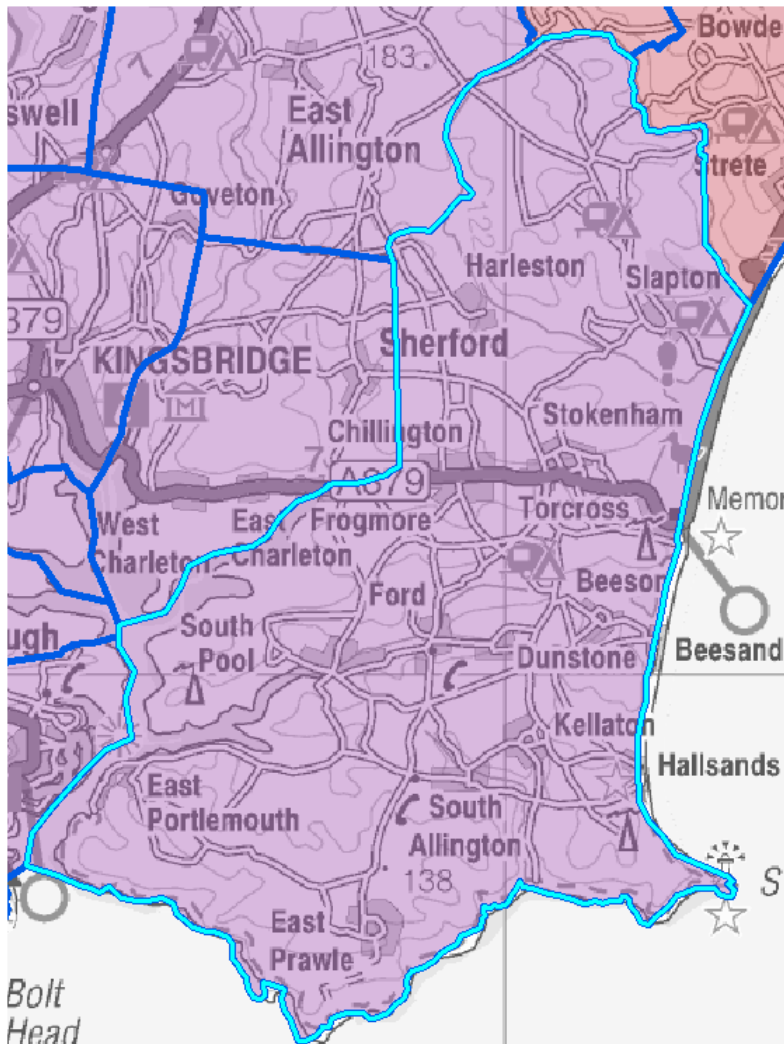 Bowde
183
East
Allington
swell
Strete
Goveton
Harleston
Slapton
379
Sherford
KINGSBRIDGE
M
Stokenham
Chillington
7
A379
Memor
West
Charleton
East
Charleton
Frogmore
Torcross
Beeson
Ford
ugh
South
Pool
Dunstone
Beesand
Kellaton
Hallsands
East
Portlemouth
South
Allington
138
S
East
Prawle
Bolt
Head